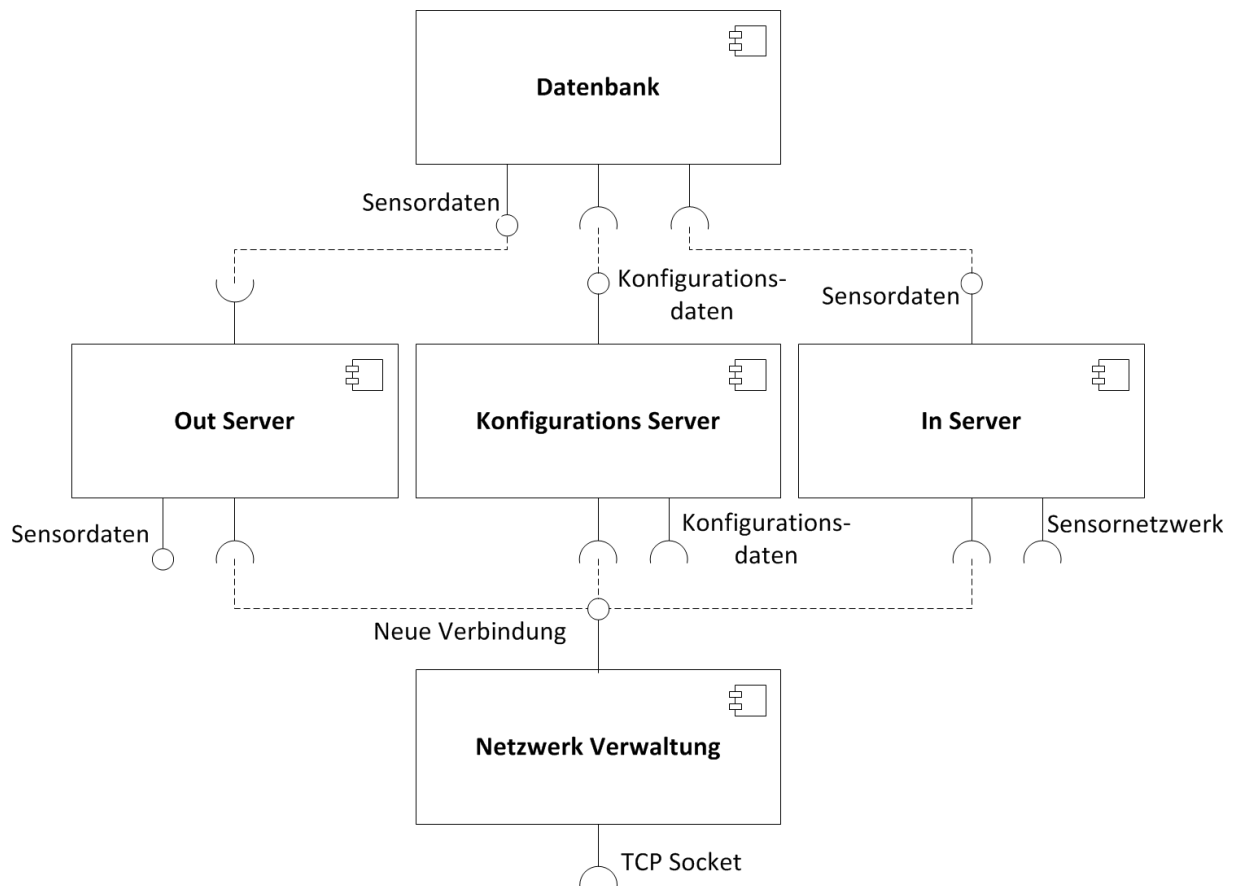 Datenbank
Sensordaten
Konfigurations-
daten
Sensordaten
Out Server
Konfigurations Server
In Server
Sensordaten
Konfigurations-
daten
Sensornetzwerk
Neue Verbindung
Netzwerk Verwaltung
TCP Socket